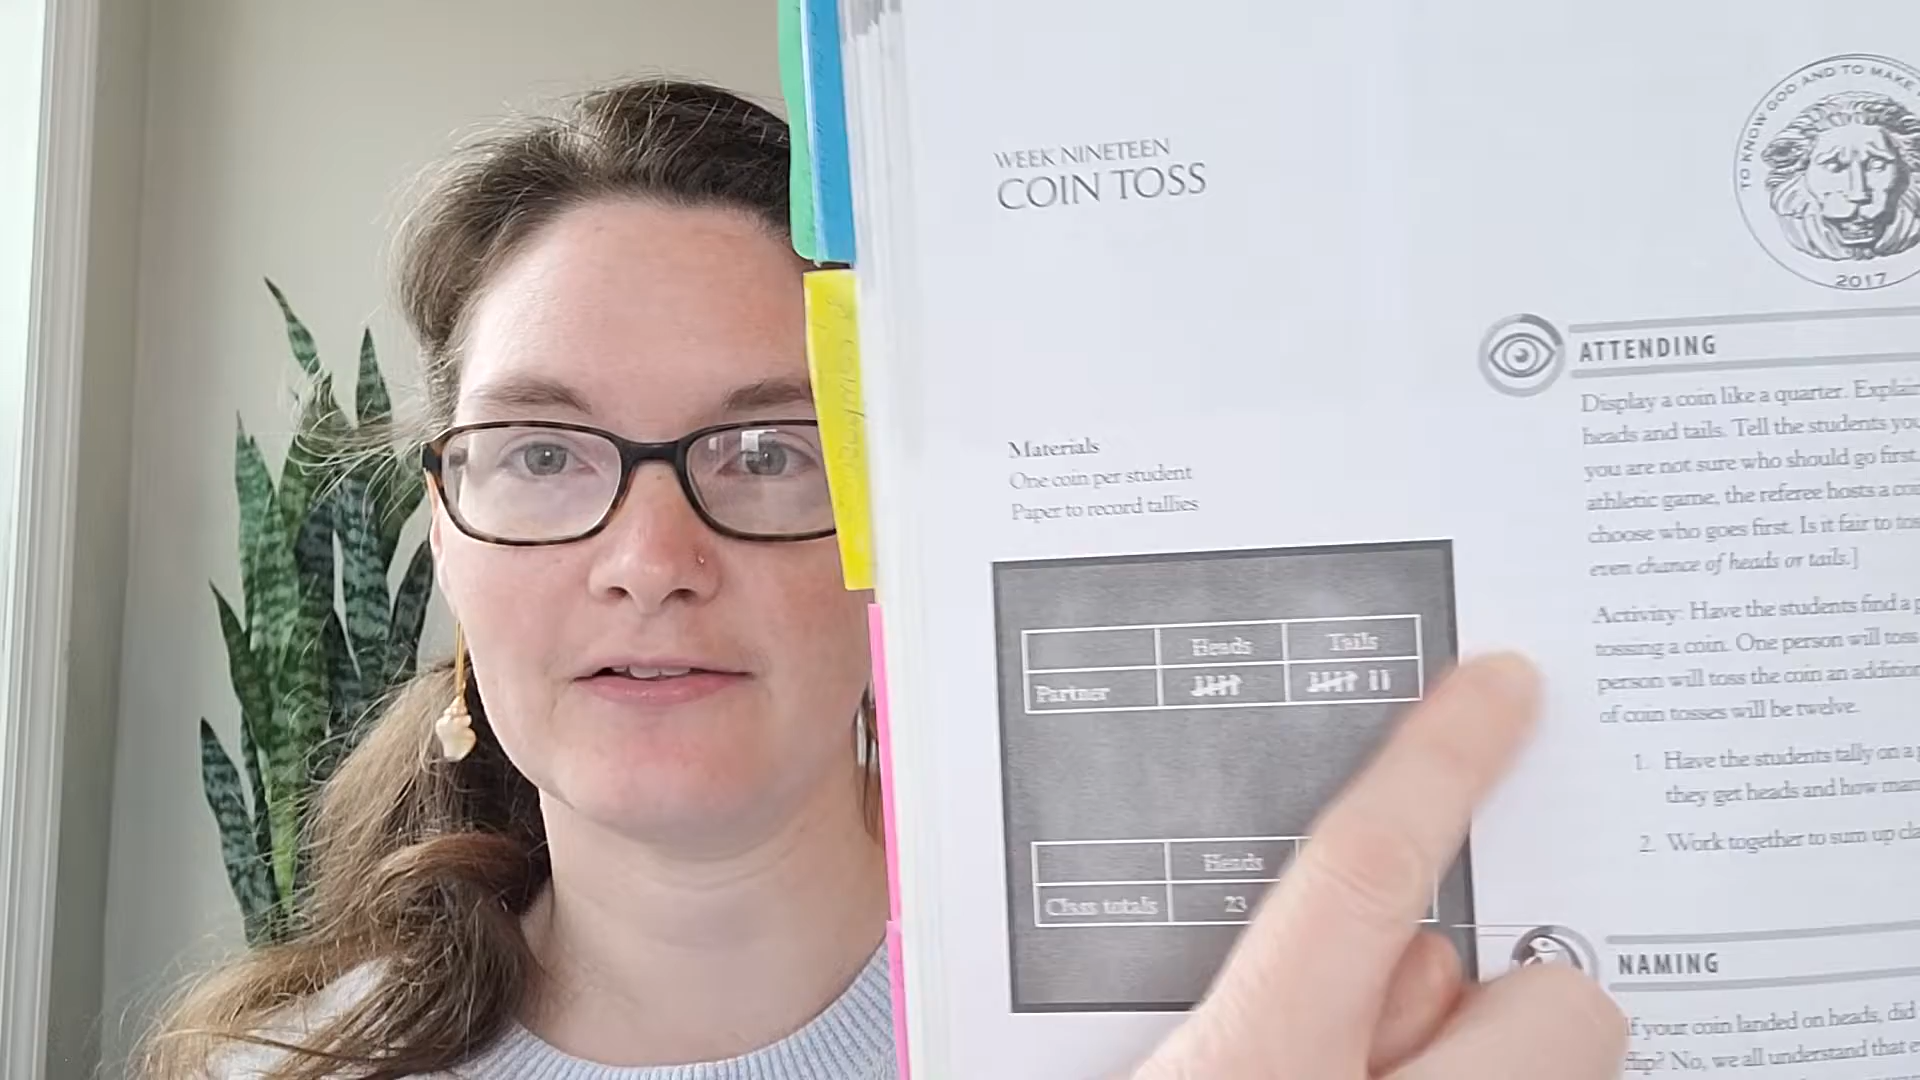 WEEK NINETEEN
COIN TOSS
TO KNOW GOD AND TO MAKE
2017
Materials
One coin per student
Paper to record tallies
Heads Tails
Partner
Heads
Class totals 23
ATTENDING
Display a coin like a quarter. Explain
heads and tails. Tell the students you
you are not sure who should go first.
athletic game, the referee hosts a coi
choose who goes first. Is it fair to tos
even chance of heads or tails.]
Activity: Have the students find a p
tossing a coin. One person will toss
person will toss the coin an addition
of coin tosses will be twelve.
1. Have the students tally on a p
they get heads and how man
2. Work together to sum up cla
NAMING
If your coin landed on heads, did
flip? No, we all understand that e